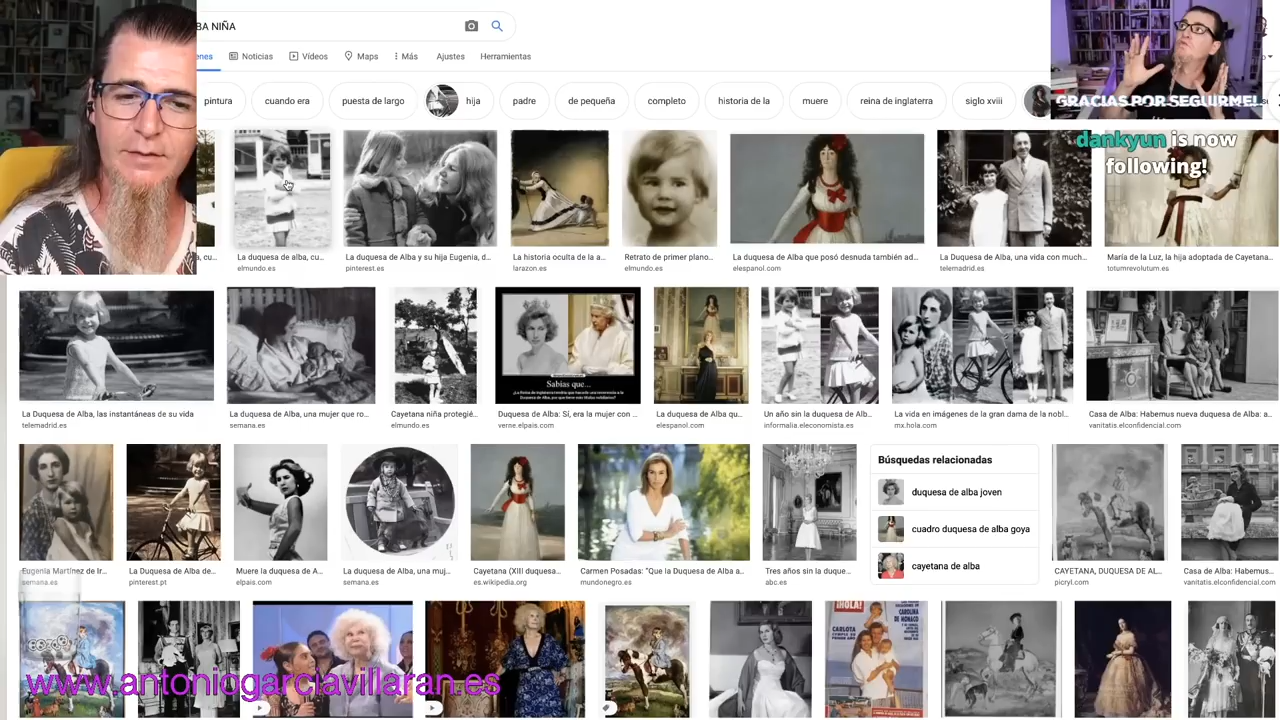 BA NIÑA
enes
Noticias
Vídeos
Maps
Más
Ajustes
Herramientas
GRACIAS POR SEGUIRME!
pintura
cuando era
puesta de largo
hija
padre
de pequeña
completo
historia de la
muere
reina de inglaterra
siglo xviii
dankyun is now
following!
a, cu...
La duquesa de alba, cu...
elmundo.es
La duquesa de Alba y su hija Eugenia, d...
pinterest.es
La historia oculta de la a...
larazon.es
Retrato de primer plano...
elmundo.es
La duquesa de Alba que posó desnuda también ad...
elespanol.com
La Duquesa de Alba, una vida con much...
telemadrid.es
María de la Luz, la hija adoptada de Cayetana...
totumrevolutum.es
Sabías que...
La Duquesa de Alba, las instantáneas de su vida
telemadrid.es
La duquesa de Alba, una mujer que ro...
semana.es
Cayetana niña protegié...
elmundo.es
Duquesa de Alba: Sí, era la mujer con ...
verne.elpais.com
La duquesa de Alba qu...
elespanol.com
Un año sin la duquesa de Alb...
informalia.eleconomista.es
La vida en imágenes de la gran dama de la nobl...
mx.hola.com
Casa de Alba: Habemus nueva duquesa de Alba: a...
vanitatis.elconfidencial.com
Búsquedas relacionadas
duquesa de alba joven
cuadro duquesa de alba goya
cayetana de alba
Eugenia Martínez de Ir...
semana.es
La Duquesa de Alba de...
pinterest.pt
Muere la duquesa de A...
elpais.com
La duquesa de Alba, una muj...
semana.es
Cayetana (XIII duquesa...
es.wikipedia.org
Carmen Posadas: "Que la Duquesa de Alba a...
mundonegro.es
Tres años sin la duque...
abc.es
CAYETANA, DUQUESA DE AL...
picryl.com
Casa de Alba: Habemus...
vanitatis.elconfidencial.com
¡HOLA!
CARLOTA
www.antoniogarciavillaran.es